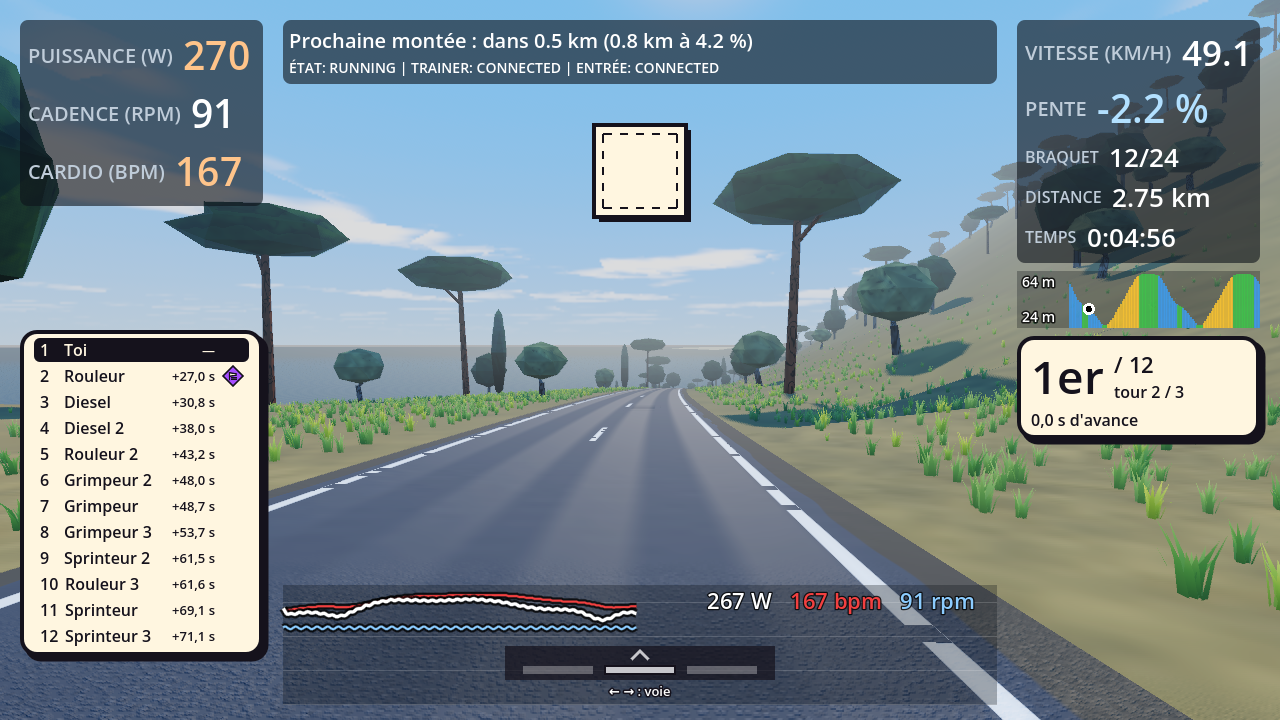 PUISSANCE (W) 270
CADENCE (RPM) 91
CARDIO (BPM) 167
Prochaine montée : dans 0.5 km (0.8 km à 4.2 %)
ÉTAT: RUNNING | TRAINER: CONNECTED | ENTRÉE: CONNECTED
VITESSE (KM/H) 49.1
PENTE -2.2 %
BRAQUET 12/24
DISTANCE 2.75 km
TEMPS 0:04:56
64 m
24 m
1er / 12
tour 2 / 3
0,0 s d'avance
1 Toi —
2 Rouleur +27,0 s
3 Diesel +30,8 s
4 Diesel 2 +38,0 s
5 Rouleur 2 +43,2 s
6 Grimpeur 2 +48,0 s
7 Grimpeur +48,7 s
8 Grimpeur 3 +53,7 s
9 Sprinteur 2 +61,5 s
10 Rouleur 3 +61,6 s
11 Sprinteur +69,1 s
12 Sprinteur 3 +71,1 s
267 W 167 bpm 91 rpm
←→ : voie